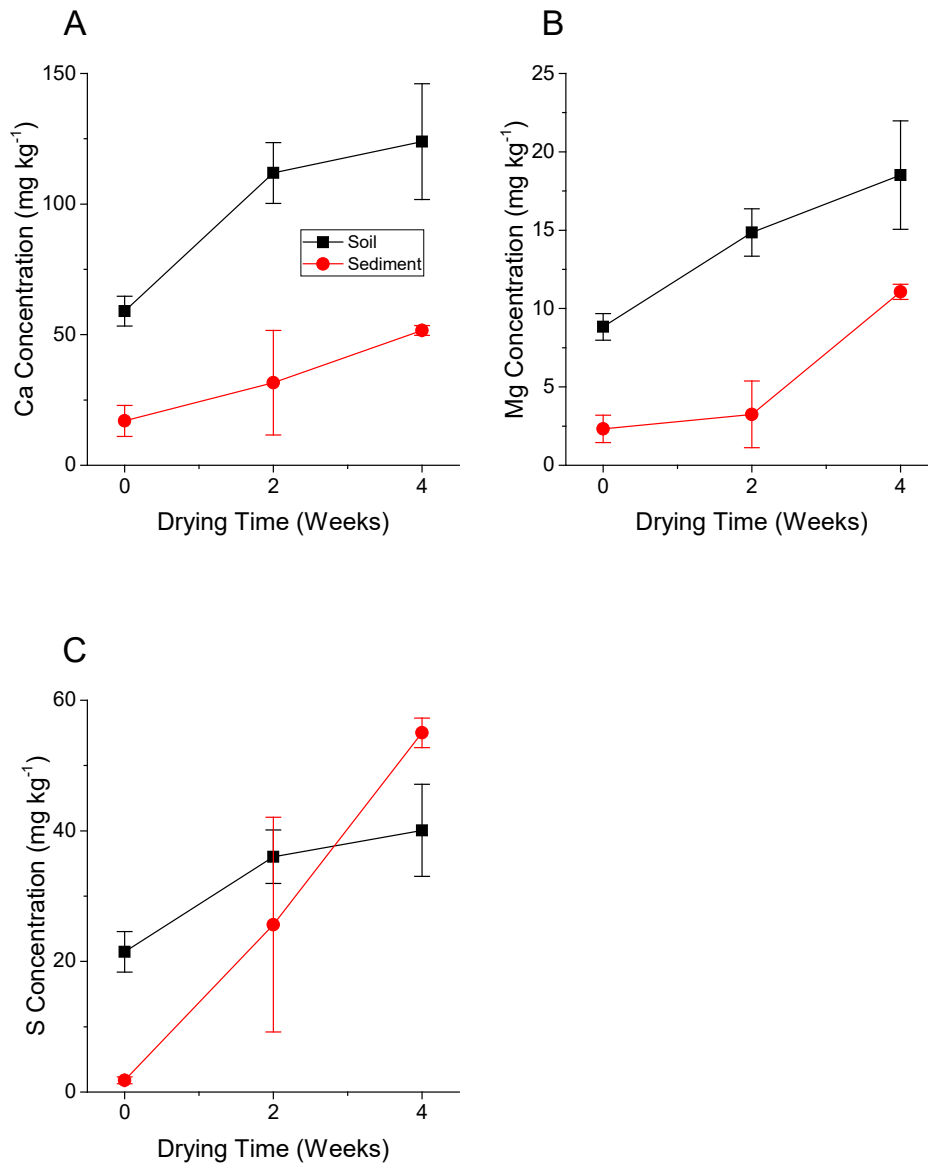 A
150
100
50
0
Ca Concentration (mg kg-1)
Soil
Sediment
0 2 4
Drying Time (Weeks)
B
25
20
15
10
5
0
Mg Concentration (mg kg-1)
0 2 4
Drying Time (Weeks)
C
60
40
20
0
S Concentration (mg kg-1)
0 2 4
Drying Time (Weeks)